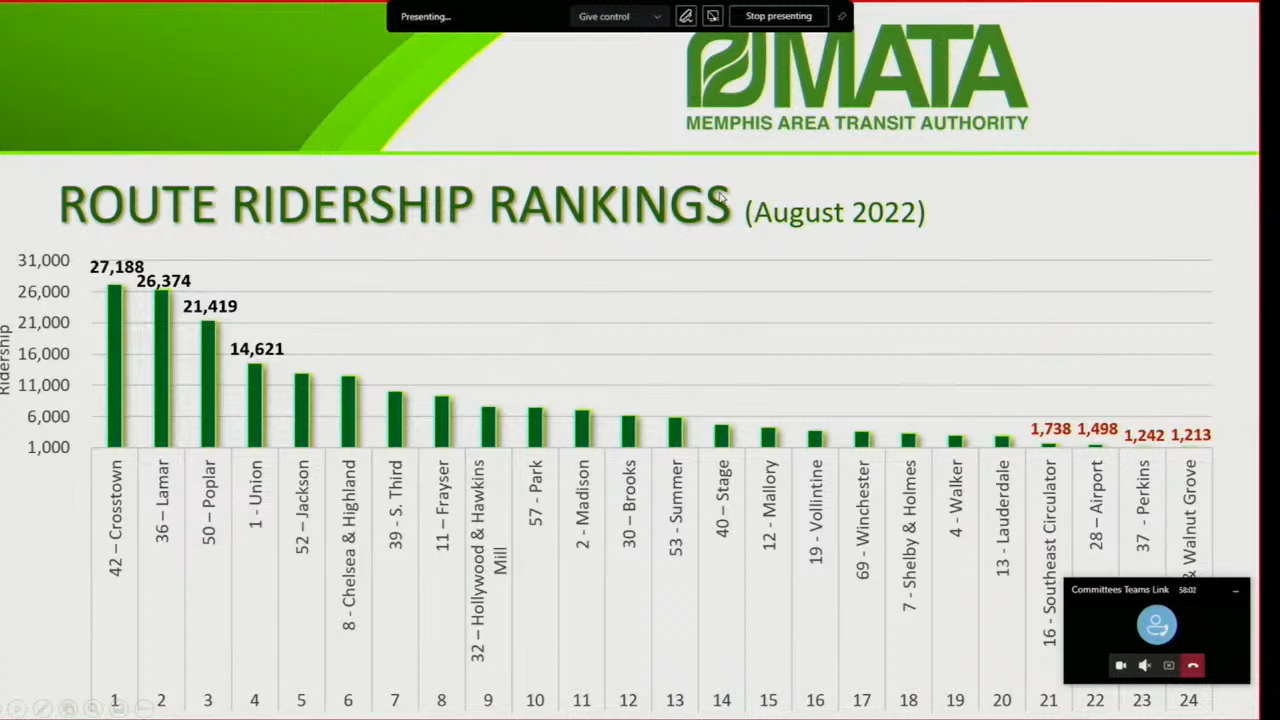 Presenting...
Give control
Stop presenting
MATA
MEMPHIS AREA TRANSIT AUTHORITY
ROUTE RIDERSHIP RANKINGS (August 2022)
Ridership
31,000
26,000
21,000
16,000
11,000
6,000
1,000
27,188
26,374
21,419
14,621
1,738
1,498
1,242
1,213
42 – Crosstown
36 – Lamar
50 – Poplar
1 - Union
52 – Jackson
8 - Chelsea & Highland
39 - S. Third
11 – Frayser
32 – Hollywood & Hawkins
Mill
57 - Park
2 - Madison
30 – Brooks
53 - Summer
40 – Stage
12 - Mallory
19 - Vollintine
69 – Winchester
7 - Shelby & Holmes
4 – Walker
13 - Lauderdale
16 - Southeast Circulator
28 – Airport
37 - Perkins
& Walnut Grove
1 2 3 4 5 6 7 8 9 10 11 12 13 14 15 16 17 18 19 20 21 22 23 24
Committees Teams Link 58:02